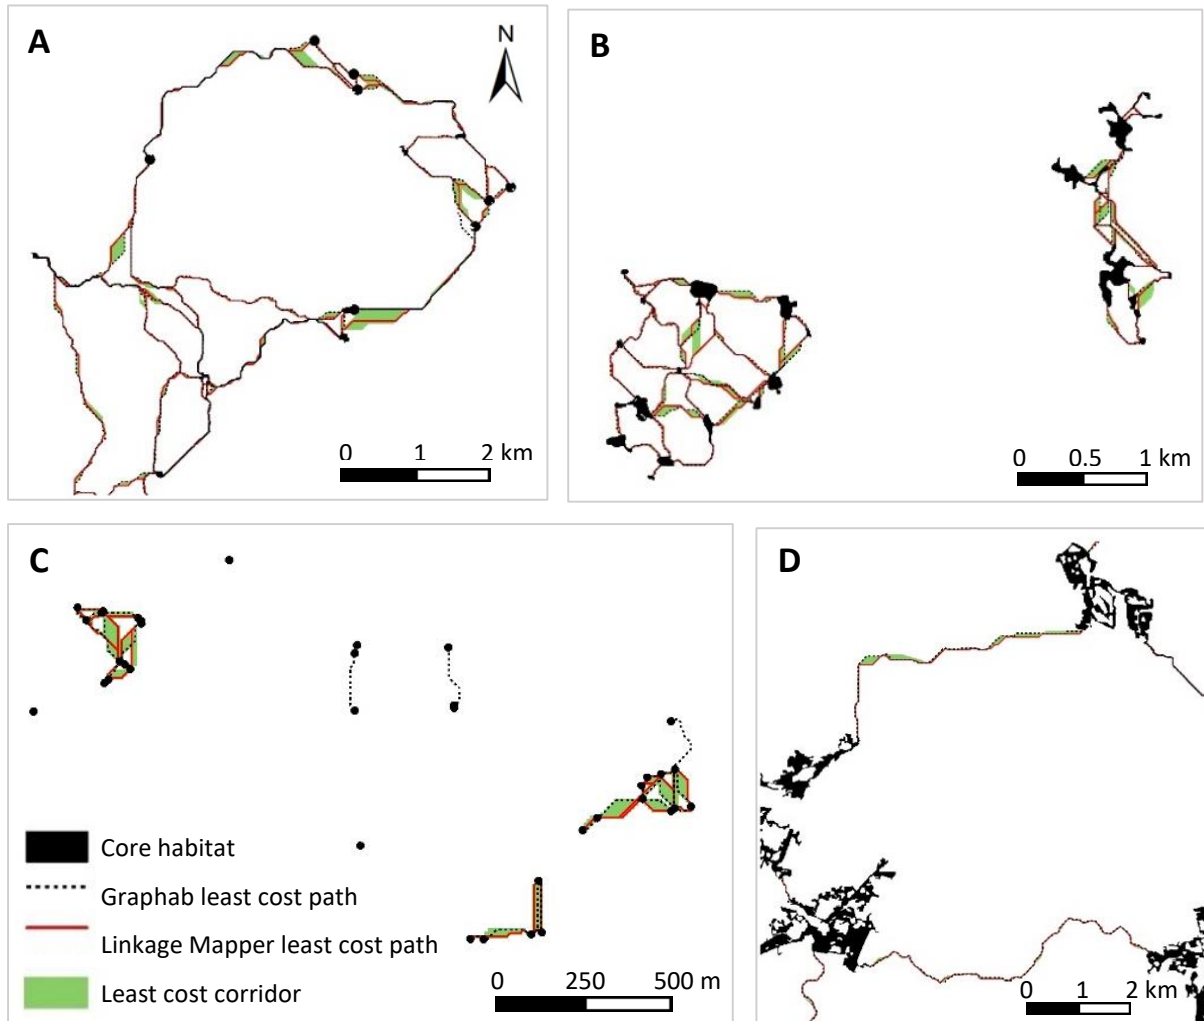 A
N
0 1 2 km
B
0 0.5 1 km
C
Core habitat
Graphab least cost path
Linkage Mapper least cost path
Least cost corridor
0 250 500 m
D
0 1 2 km